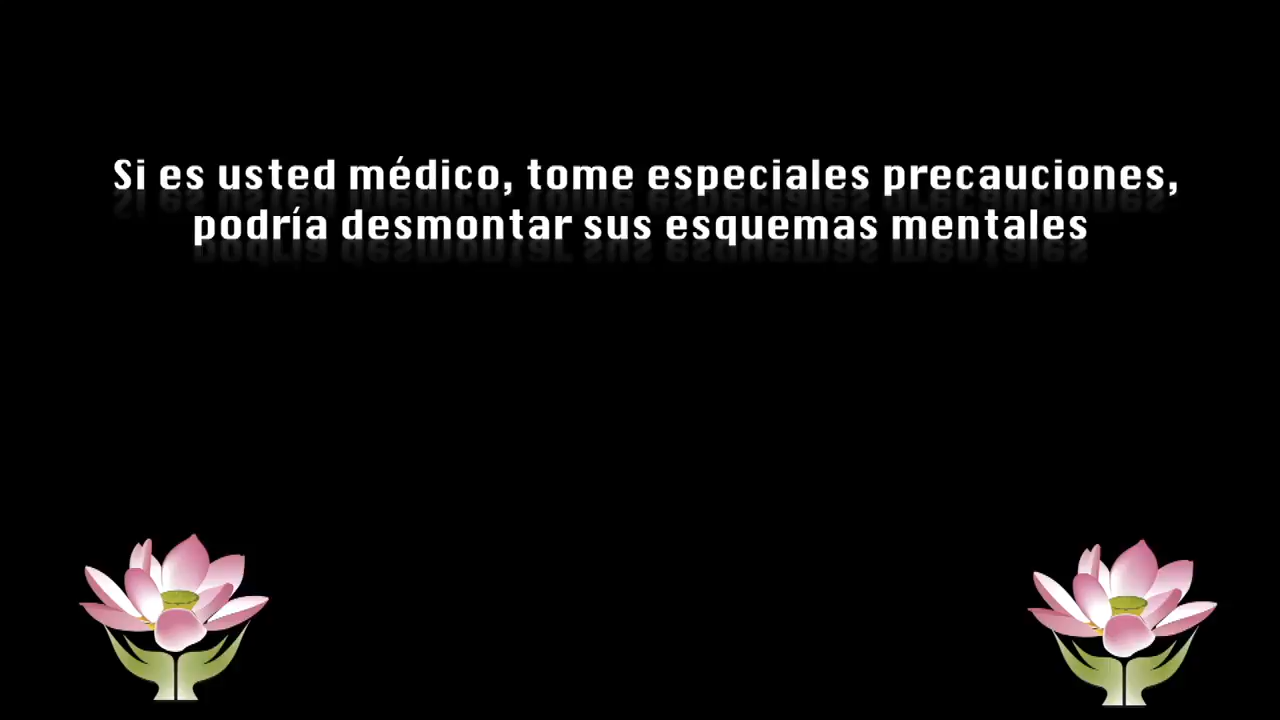 Si es usted médico, tome especiales precauciones,
podría desmontar sus esquemas mentales